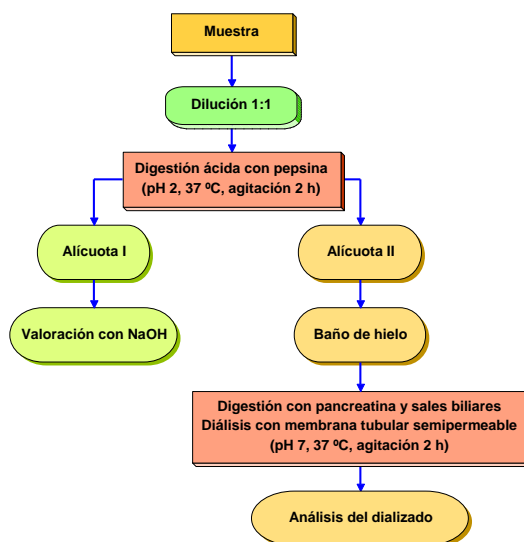 Muestra
Dilución 1:1
Digestión ácida con pepsina
(pH 2, 37 ºC, agitación 2 h)
Alícuota I
Alícuota II
Valoración con NaOH
Baño de hielo
Digestión con pancreatina y sales biliares
Diálisis con membrana tubular semipermeable
(pH 7, 37 ºC, agitación 2 h)
Análisis del dializado